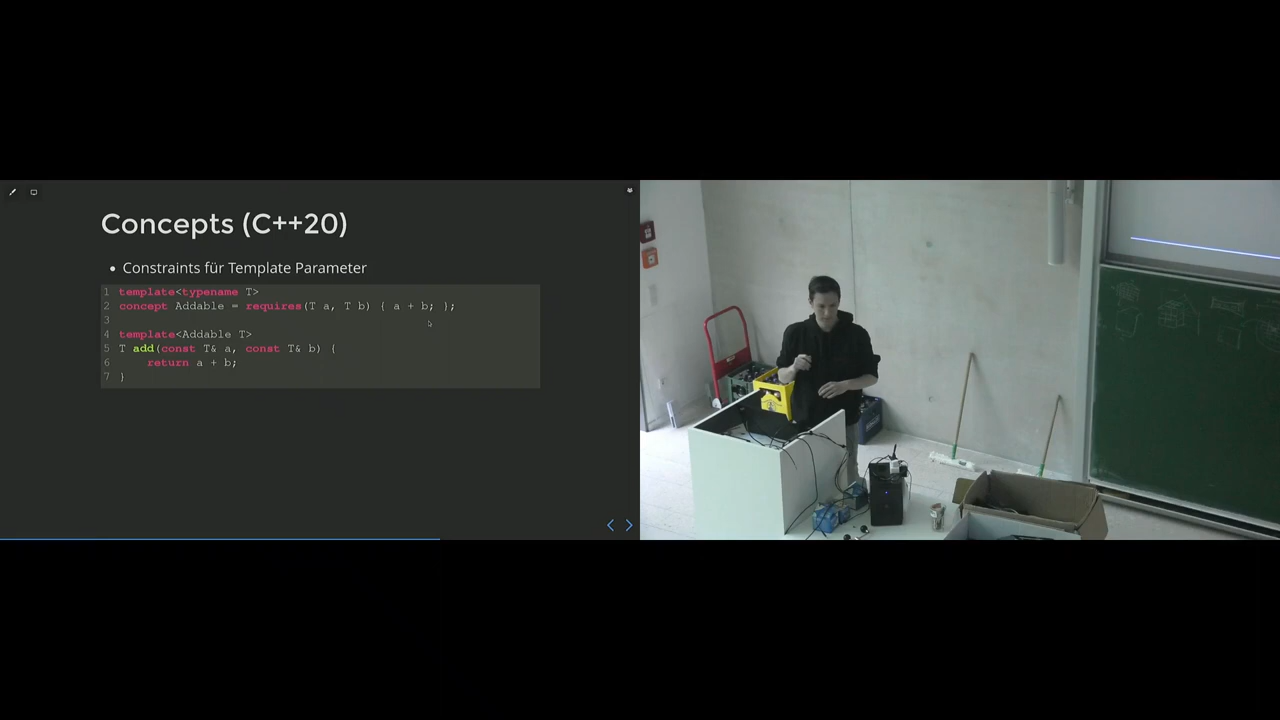 Concepts (C++20)
Constraints für Template Parameter
1 template<typename T>
2 concept Addable = requires(T a, T b) { a + b; };
3
4 template<Addable T>
5 T add(const T& a, const T& b) {
6     return a + b;
7 }